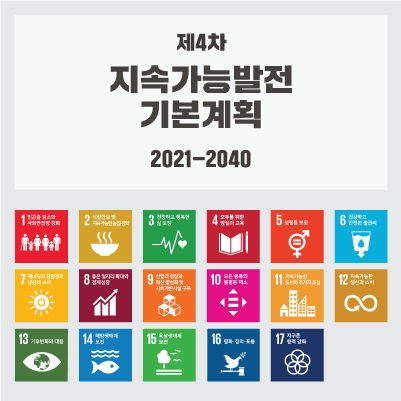 제4차
지속가능발전
기본계획
2021-2040
1 빈곤층 감소와
사회안전망 강화
2 식량안보 및
지속가능한 농업강화
3 건강하고 행복한
삶 보장
4 모두를 위한
양질의 교육
5 성평등 보장
6 건강하고
안전한 물관리
7 에너지의 친환경적
생산과 소비
8 좋은 일자리 확대와
경제성장
9 산업의 성장과
혁신 활성화 및
사회기반시설 구축
10 모든 종류의
불평등 해소
11 지속가능한
도시와 주거지 조성
12 지속가능한
생산과 소비
13 기후변화와 대응
14 해양생태계
보전
15 육상생태계
보전
16 평화·정의·포용
17 지구촌
협력 강화